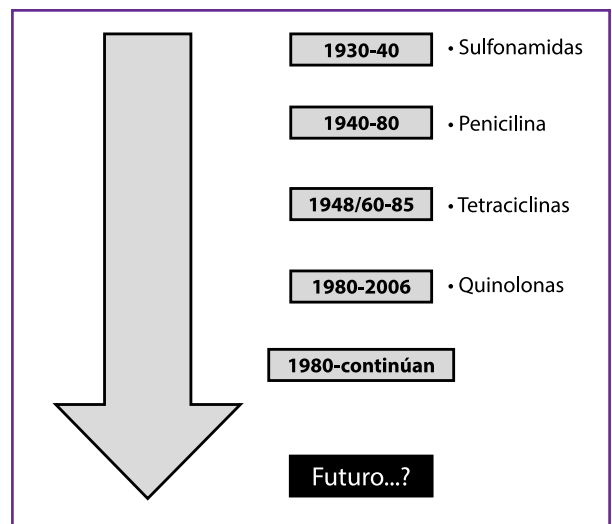 1930-40 • Sulfonamidas
1940-80 • Penicilina
1948/60-85 • Tetraciclinas
1980-2006 • Quinolonas
1980-continúan
Futuro...?